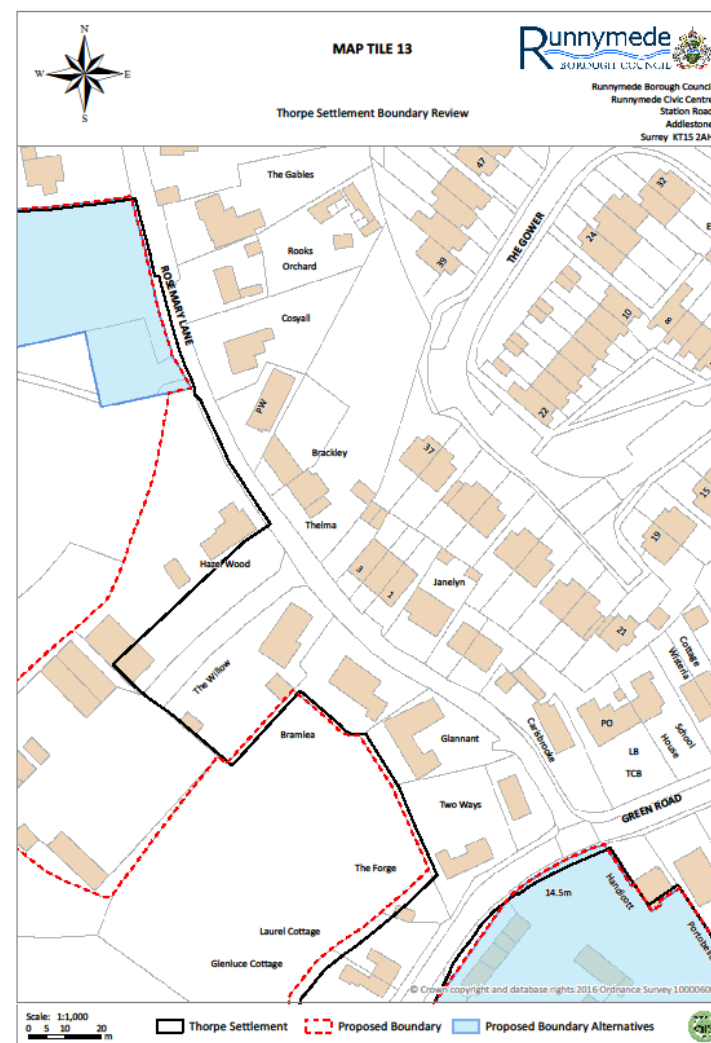 N
W E
S
MAP TILE 13
Thorpe Settlement Boundary Review
Runnymede
BOROUGH COUNCIL
Runnymede Borough Council
Runnymede Civic Centre
Station Road
Addlestone
Surrey KT15 2AH
The Gables
47
32
Rooks
Orchard
39
THE GOWER
24
ROSEMARY LANE
Cosyall
10
8
PW
22
Brackley
37
15
Thelma
19
Hazel Wood
3
1
Janelyn
21
Cottage
Wisteria
The Willow
Bramlea
Glannant
Carisbrooke
PO
LB
TCB
School
House
Two Ways
GREEN ROAD
The Forge
14.5m
Handicott
Portobello
Laurel Cottage
Glenluce Cottage
© Crown copyright and database rights 2016 Ordnance Survey 1000060
Scale: 1:1,000
0 5 10 20
m
Thorpe Settlement
Proposed Boundary
Proposed Boundary Alternatives